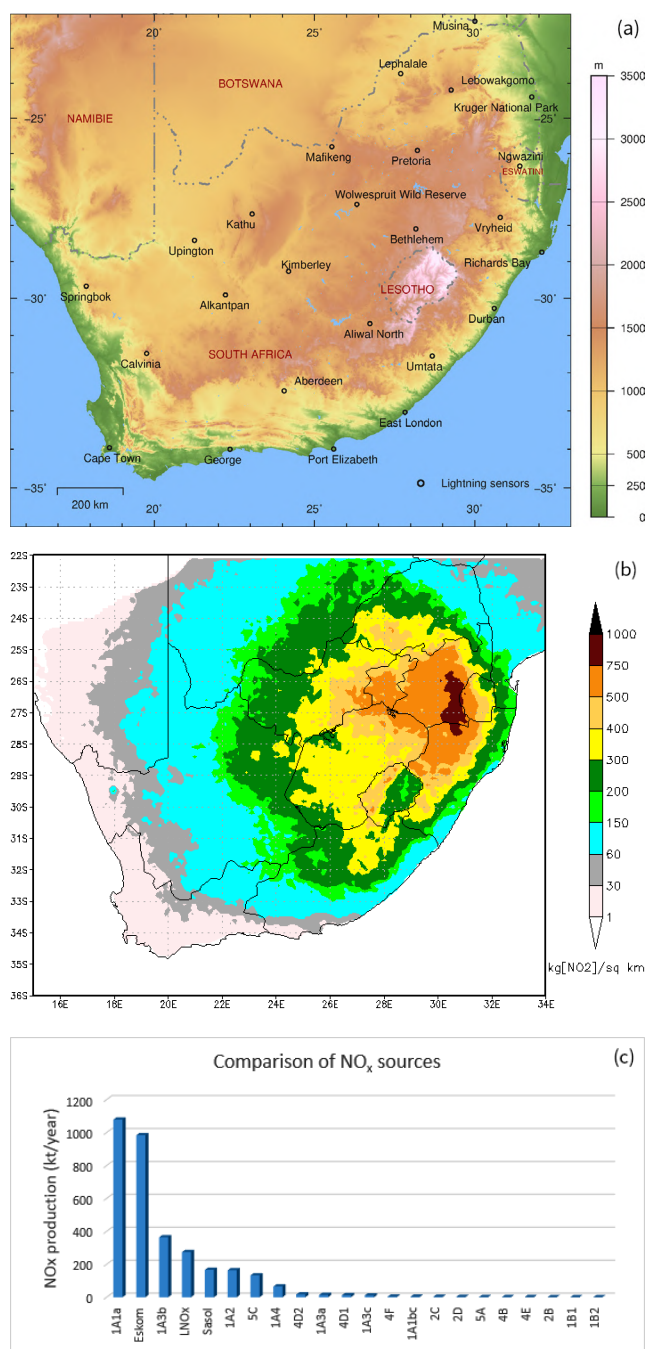 (a)
20 25 30
m
3500
3000
2500
2000
1500
1000
500
250
0
Musina
Lephalale
Lebowakgomo
BOTSWANA
Kruger National Park
NAMIBIE
−25 −25
Mafikeng
Pretoria
Ngwazini
ESWATINI
Wolwespruit Wild Reserve
Kathu
Vryheid
Bethlehem
Upington
Kimberley
Richards Bay
Springbok
Alkantpan
LESOTHO
−30 −30
Durban
Aliwal North
SOUTH AFRICA
Calvinia
Umtata
Aberdeen
East London
Cape Town
George
Port Elizabeth
Lightning sensors
−35 −35
200 km
20 25 30
(b)
22S
23S
24S
25S
26S
27S
28S
29S
30S
31S
32S
33S
34S
35S
36S
16E 18E 20E 22E 24E 26E 28E 30E 32E 34E
1000
750
500
400
300
200
150
60
30
1
kg[NO2]/sq km
(c)
Comparison of NOx sources
NOx production (kt/year)
1200
1000
800
600
400
200
0
1A1a
Eskom
1A3b
LNOx
Sasol
1A2
5C
1A4
4D2
1A3a
4D1
1A3c
4F
1A1bc
2C
2D
5A
4B
4E
2B
1B1
1B2